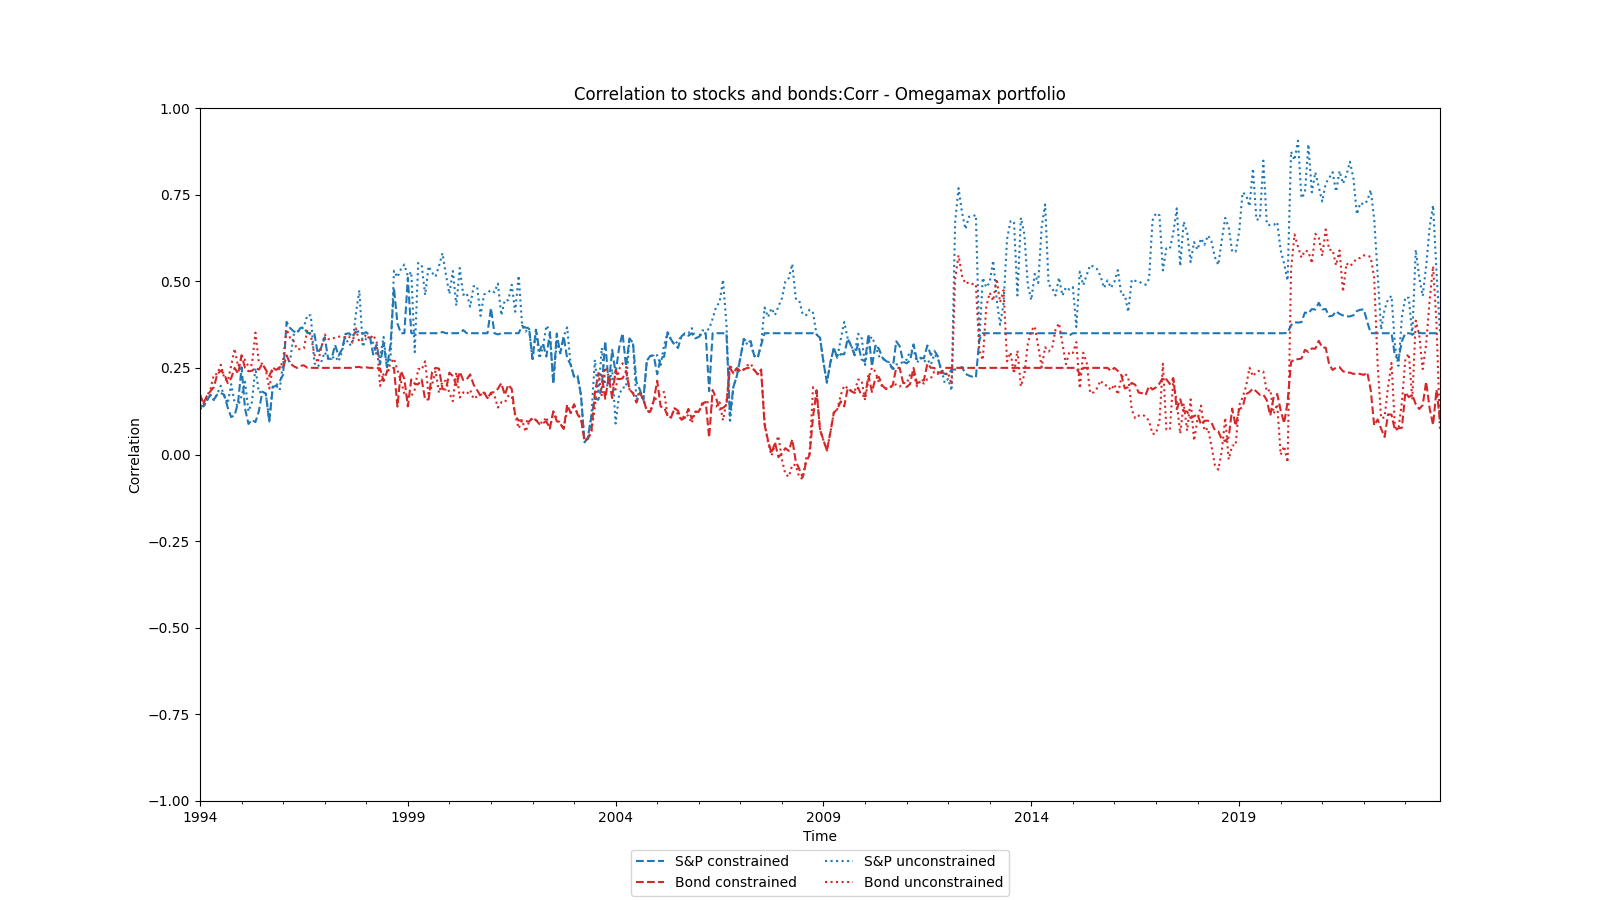 Correlation to stocks and bonds:Corr - Omegamax portfolio
1.00
0.75
0.50
0.25
0.00
−0.25
−0.50
−0.75
−1.00
Correlation
1994 1999 2004 2009 2014 2019
Time
S&P constrained S&P unconstrained
Bond constrained Bond unconstrained